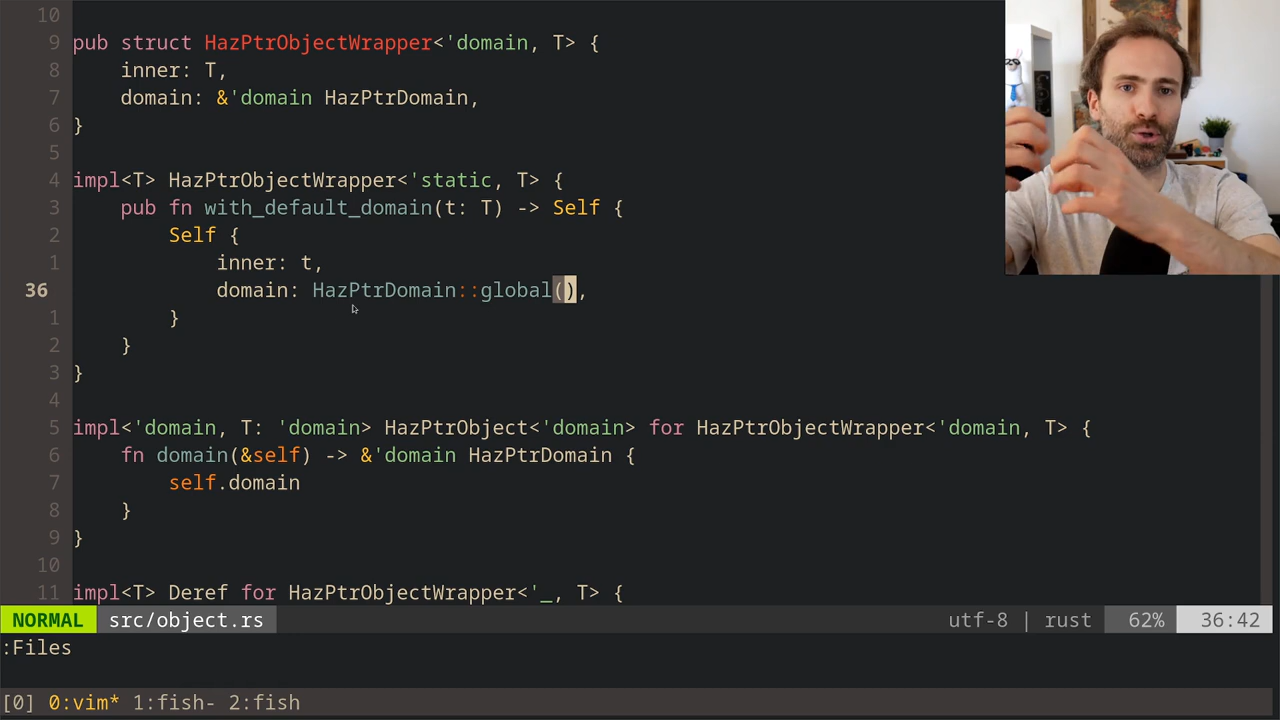 10
9 pub struct HazPtrObjectWrapper<'domain, T> {
8     inner: T,
7     domain: &'domain HazPtrDomain,
6 }
5
4 impl<T> HazPtrObjectWrapper<'static, T> {
3     pub fn with_default_domain(t: T) -> Self {
2         Self {
1             inner: t,
36             domain: HazPtrDomain::global(),
1         }
2     }
3 }
4
5 impl<'domain, T: 'domain> HazPtrObject<'domain> for HazPtrObjectWrapper<'domain, T> {
6     fn domain(&self) -> &'domain HazPtrDomain {
7         self.domain
8     }
9 }
10
11 impl<T> Deref for HazPtrObjectWrapper<'_, T> {
NORMAL src/object.rs utf-8 | rust 62% 36:42
:Files
[0] 0:vim* 1:fish- 2:fish